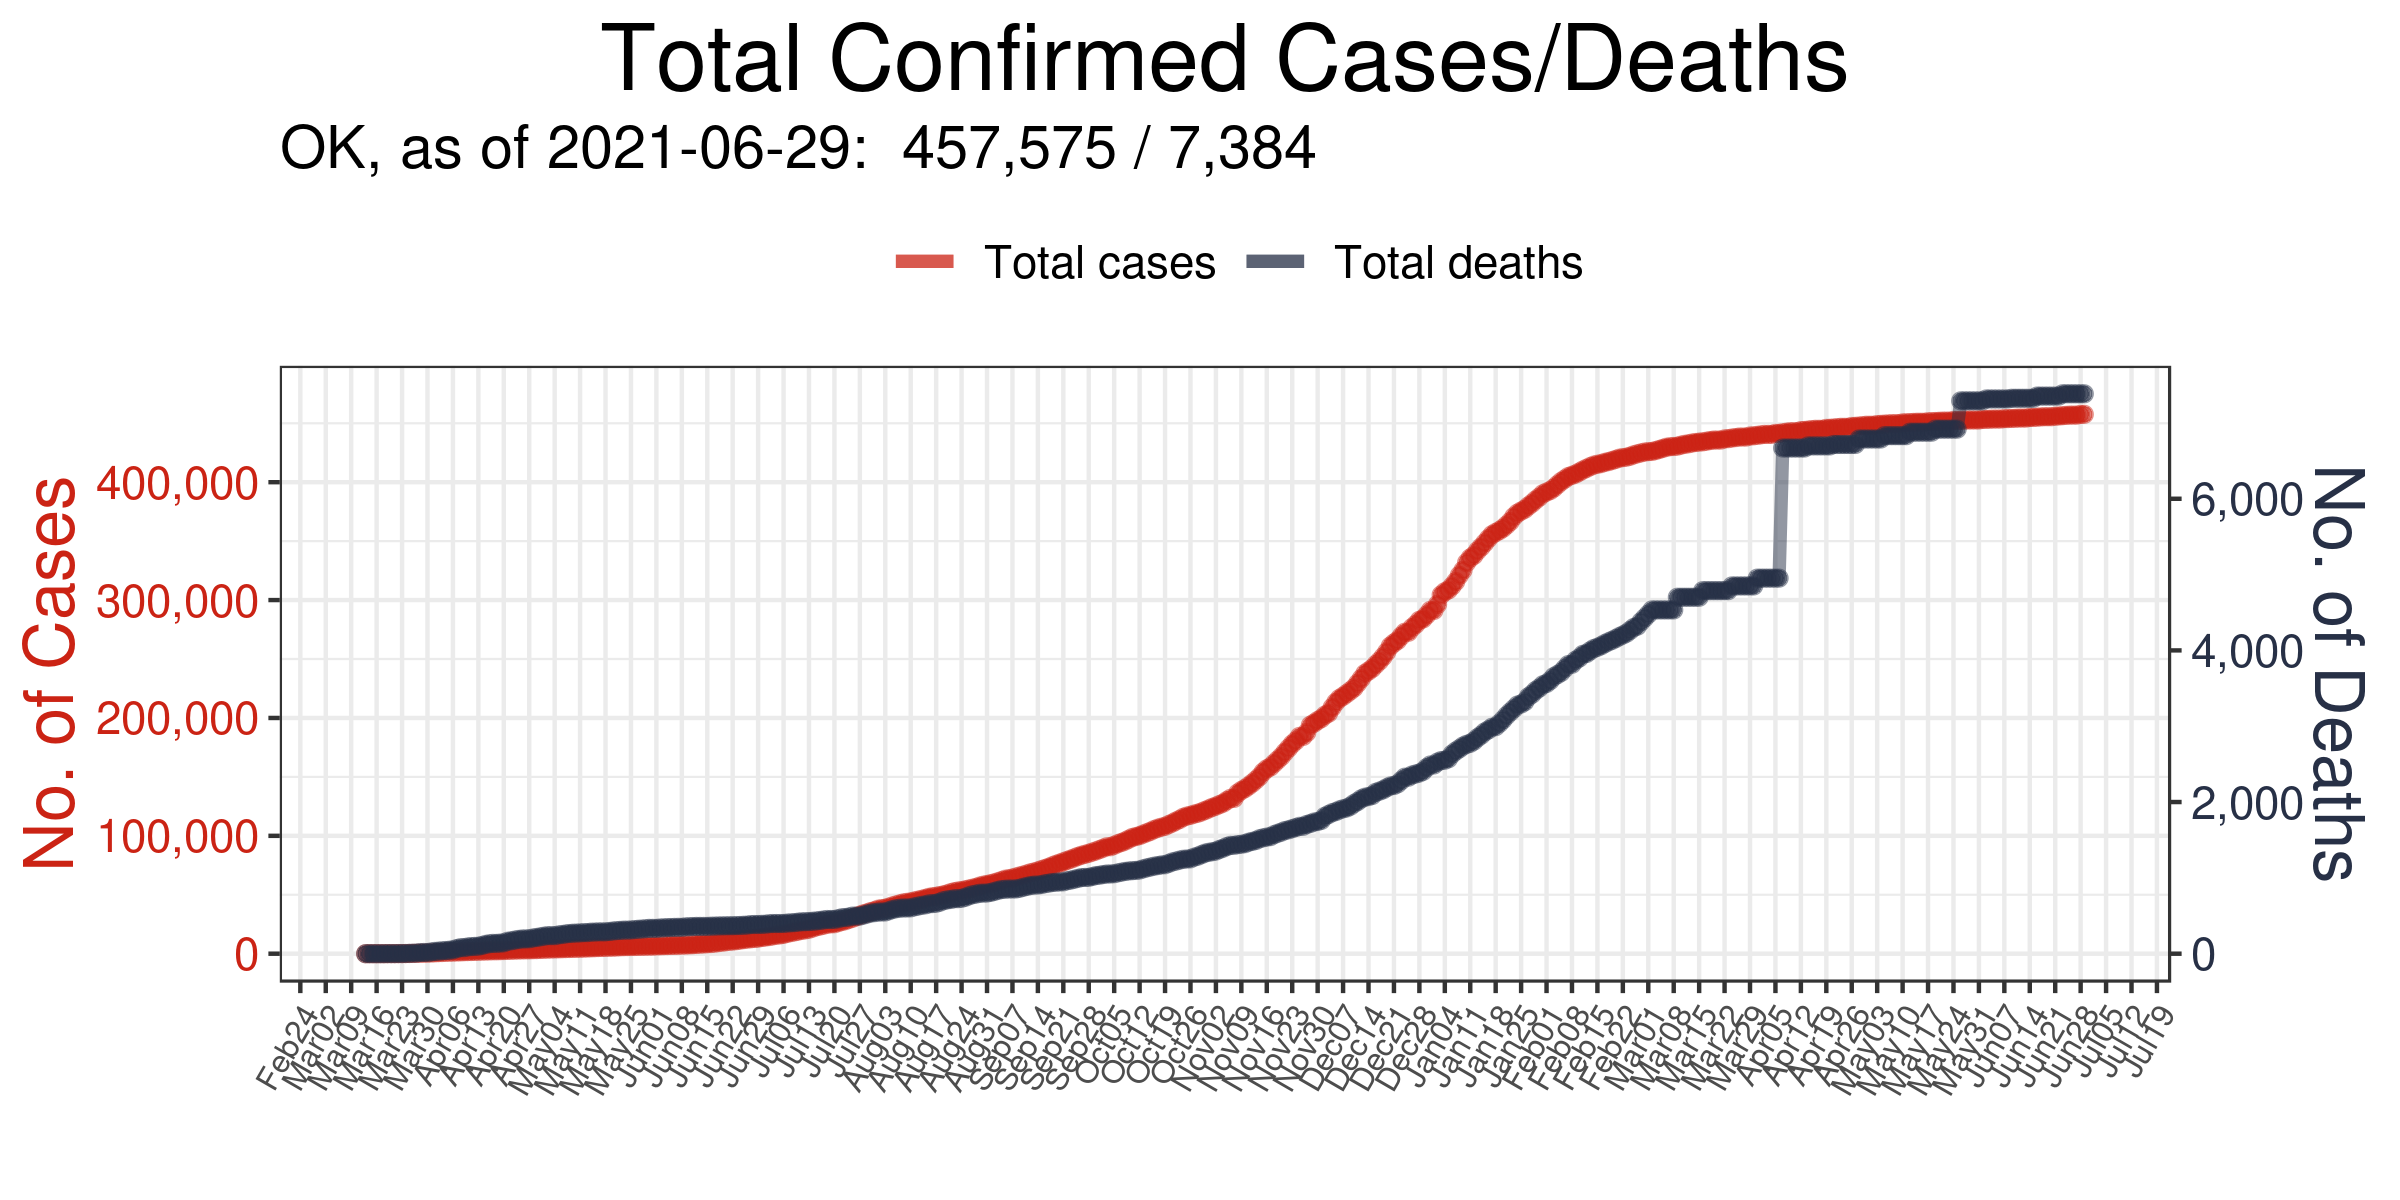 Total Confirmed Cases/Deaths
OK, as of 2021-06-29:  457,575 / 7,384
Total cases
Total deaths
No. of Cases
400,000
300,000
200,000
100,000
0
6,000
4,000
2,000
0
No. of Deaths
Feb24
Mar02
Mar09
Mar16
Mar23
Mar30
Apr06
Apr13
Apr20
Apr27
May04
May11
May18
May25
Jun01
Jun08
Jun15
Jun22
Jun29
Jul06
Jul13
Jul20
Jul27
Aug03
Aug10
Aug17
Aug24
Aug31
Sep07
Sep14
Sep21
Sep28
Oct05
Oct12
Oct19
Oct26
Nov02
Nov09
Nov16
Nov23
Nov30
Dec07
Dec14
Dec21
Dec28
Jan04
Jan11
Jan18
Jan25
Feb01
Feb08
Feb15
Feb22
Mar01
Mar08
Mar15
Mar22
Mar29
Apr05
Apr12
Apr19
Apr26
May03
May10
May17
May24
May31
Jun07
Jun14
Jun21
Jun28
Jul05
Jul12
Jul19